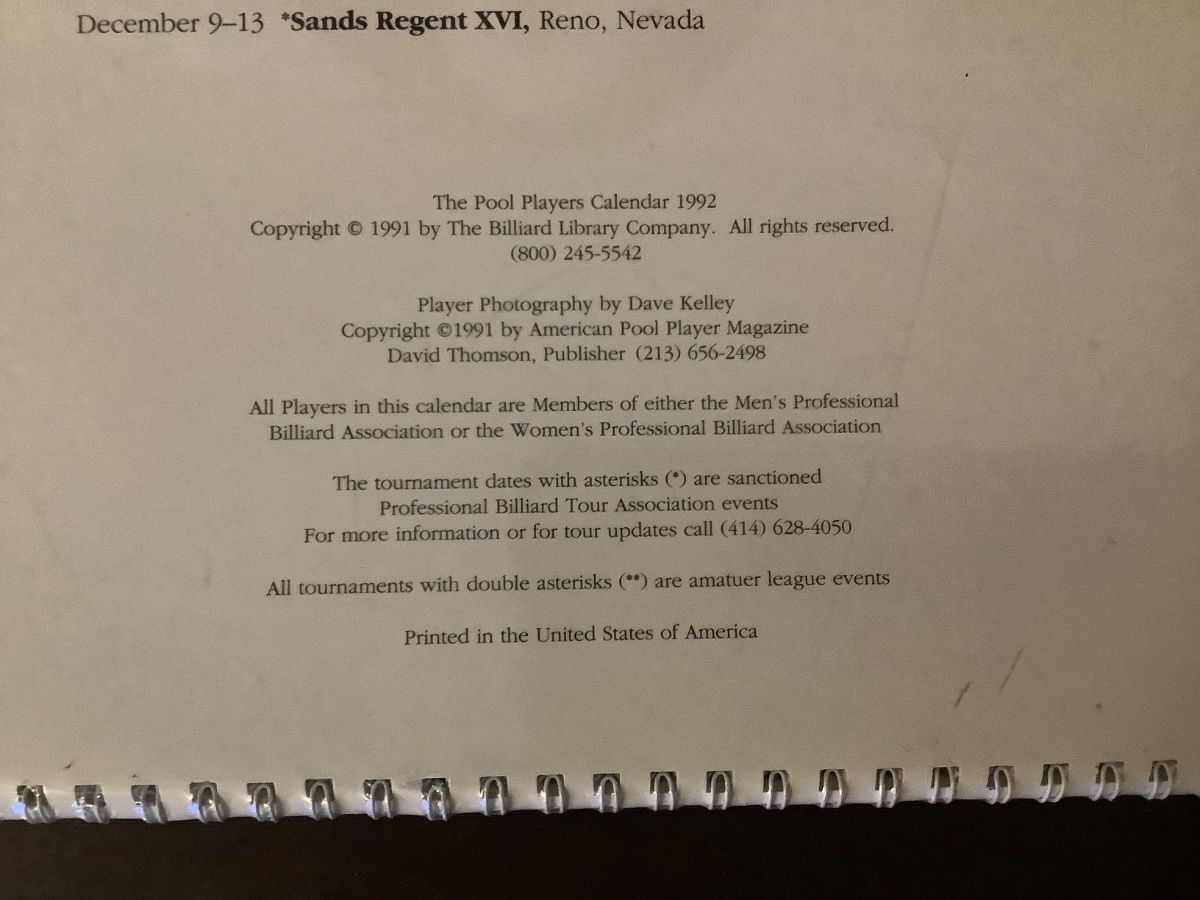 December 9–13 *Sands Regent XVI, Reno, Nevada
The Pool Players Calendar 1992
Copyright © 1991 by The Billiard Library Company. All rights reserved.
(800) 245-5542
Player Photography by Dave Kelley
Copyright ©1991 by American Pool Player Magazine
David Thomson, Publisher (213) 656-2498
All Players in this calendar are Members of either the Men's Professional
Billiard Association or the Women's Professional Billiard Association
The tournament dates with asterisks (*) are sanctioned
Professional Billiard Tour Association events
For more information or for tour updates call (414) 628-4050
All tournaments with double asterisks (**) are amatuer league events
Printed in the United States of America